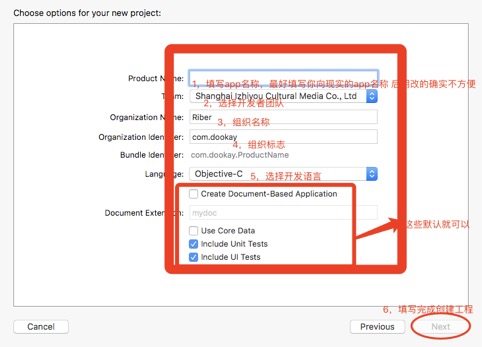 Choose options for your new project:
Product Name: 1，填写app名称，最好填写你向现实的app名称 后期改的确实不方便
Team: Shanghai Izhiyou Cultural Media Co., Ltd
2，选择开发者团队
Organization Name: Riber
3，组织名称
Organization Identifier: com.dookay
4，组织标志
Bundle Identifier: com.dookay.ProductName
Language: Objective-C
5，选择开发语言
Create Document-Based Application
Document Extension: mydoc
这些默认就可以
Use Core Data
Include Unit Tests
Include UI Tests
6，填写完成创建工程
Cancel Previous Next